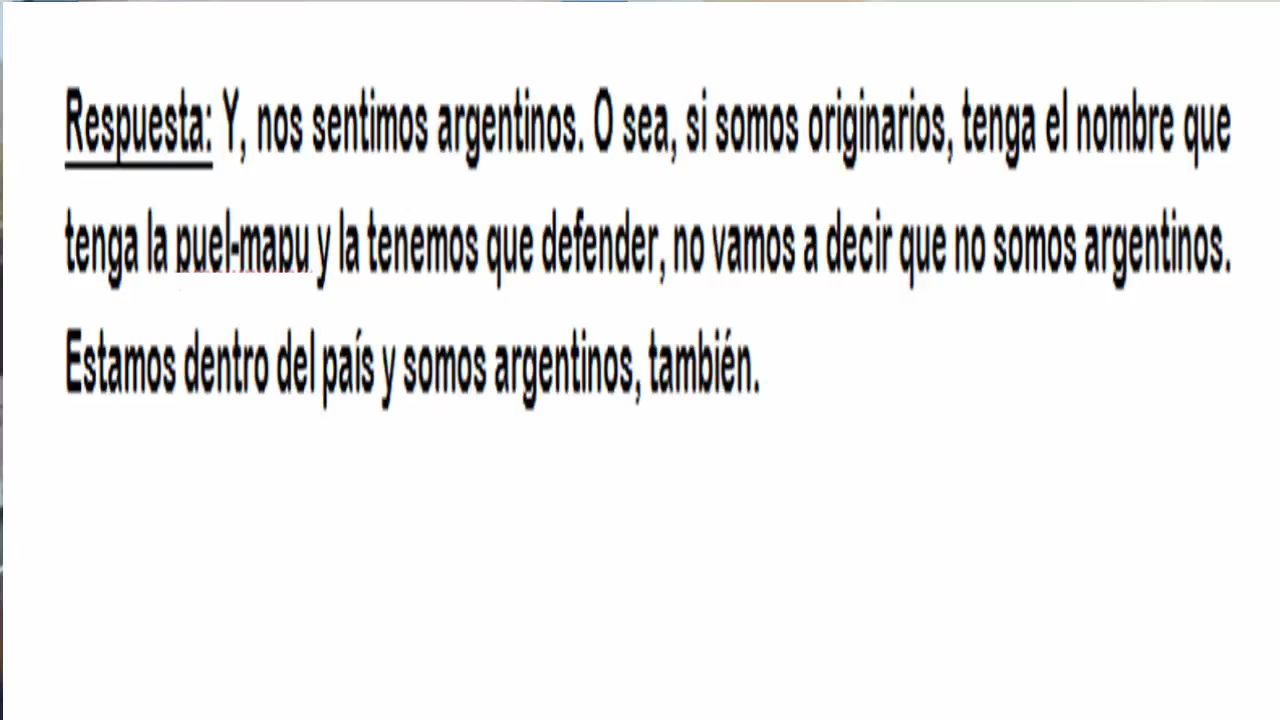 Respuesta: Y, nos sentimos argentinos. O sea, si somos originarios, tenga el nombre que
tenga la puel-mapu y la tenemos que defender, no vamos a decir que no somos argentinos.
Estamos dentro del país y somos argentinos, también.